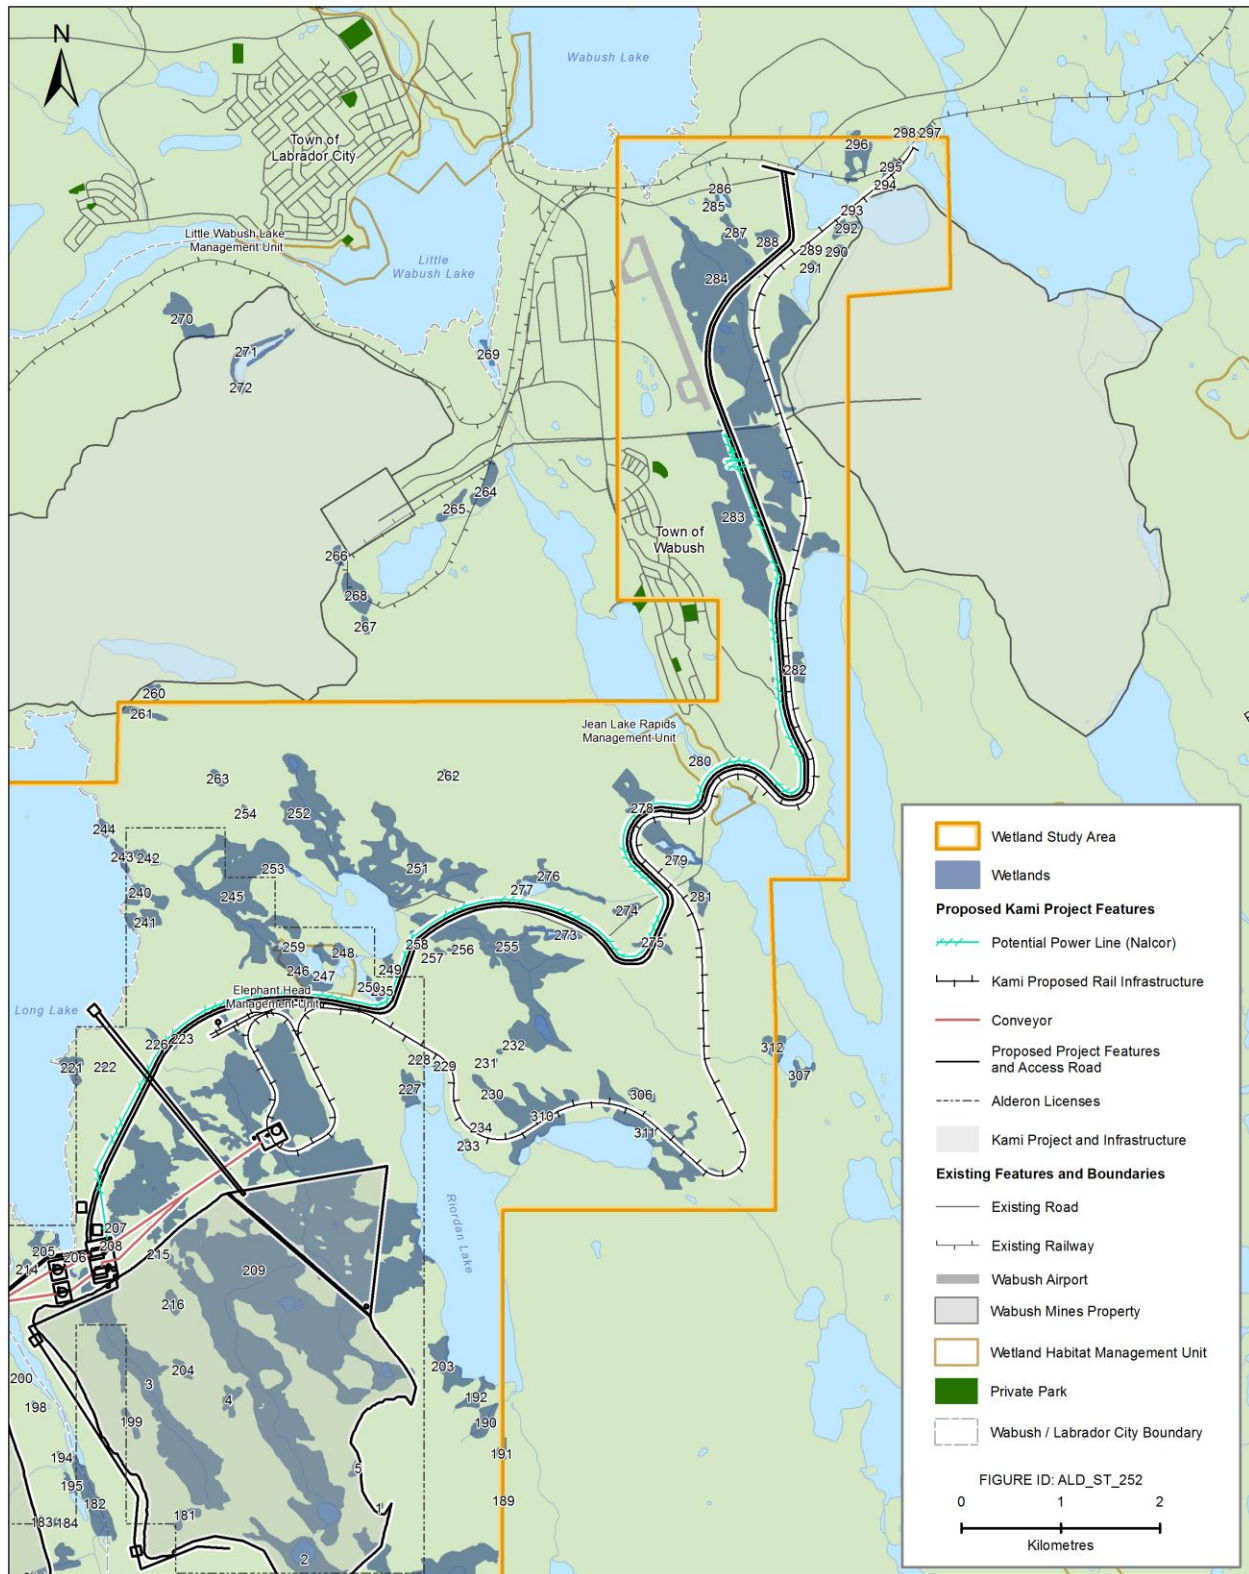 N
Wabush Lake
Town of
Labrador City
298 297
296
295
294
286
285
293
292
287
288
289
290
291
284
Little Wabush Lake
Management Unit
Little
Wabush Lake
270
271
272
269
264
265
266
268
267
283
Town of
Wabush
282
260
261
Jean Lake Rapids
Management Unit
280
263
262
254
252
278
244
243
242
253
251
279
240
245
276
277
281
241
274
259
248
258
256
255
273
275
257
246
247
249
250
235
Elephant Head
Management Unit
Long Lake
226
223
232
312
221
222
228
229
231
307
227
230
306
310
311
234
233
Riordan Lake
207
208
205
206
215
214
209
216
203
204
200
3
4
192
198
199
190
191
194
195
5
189
182
1
181
183
184
2
Wetland Study Area
Wetlands
Proposed Kami Project Features
Potential Power Line (Nalcor)
Kami Proposed Rail Infrastructure
Conveyor
Proposed Project Features
and Access Road
Alderon Licenses
Kami Project and Infrastructure
Existing Features and Boundaries
Existing Road
Existing Railway
Wabush Airport
Wabush Mines Property
Wetland Habitat Management Unit
Private Park
Wabush / Labrador City Boundary
FIGURE ID: ALD_ST_252
0 1 2
Kilometres